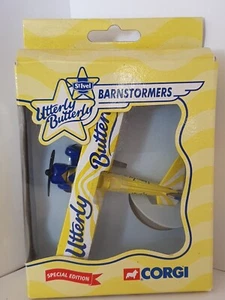 St Ivel
Utterly
Butterly
BARNSTORMERS
Utterly Butter
SPECIAL EDITION
CORGI